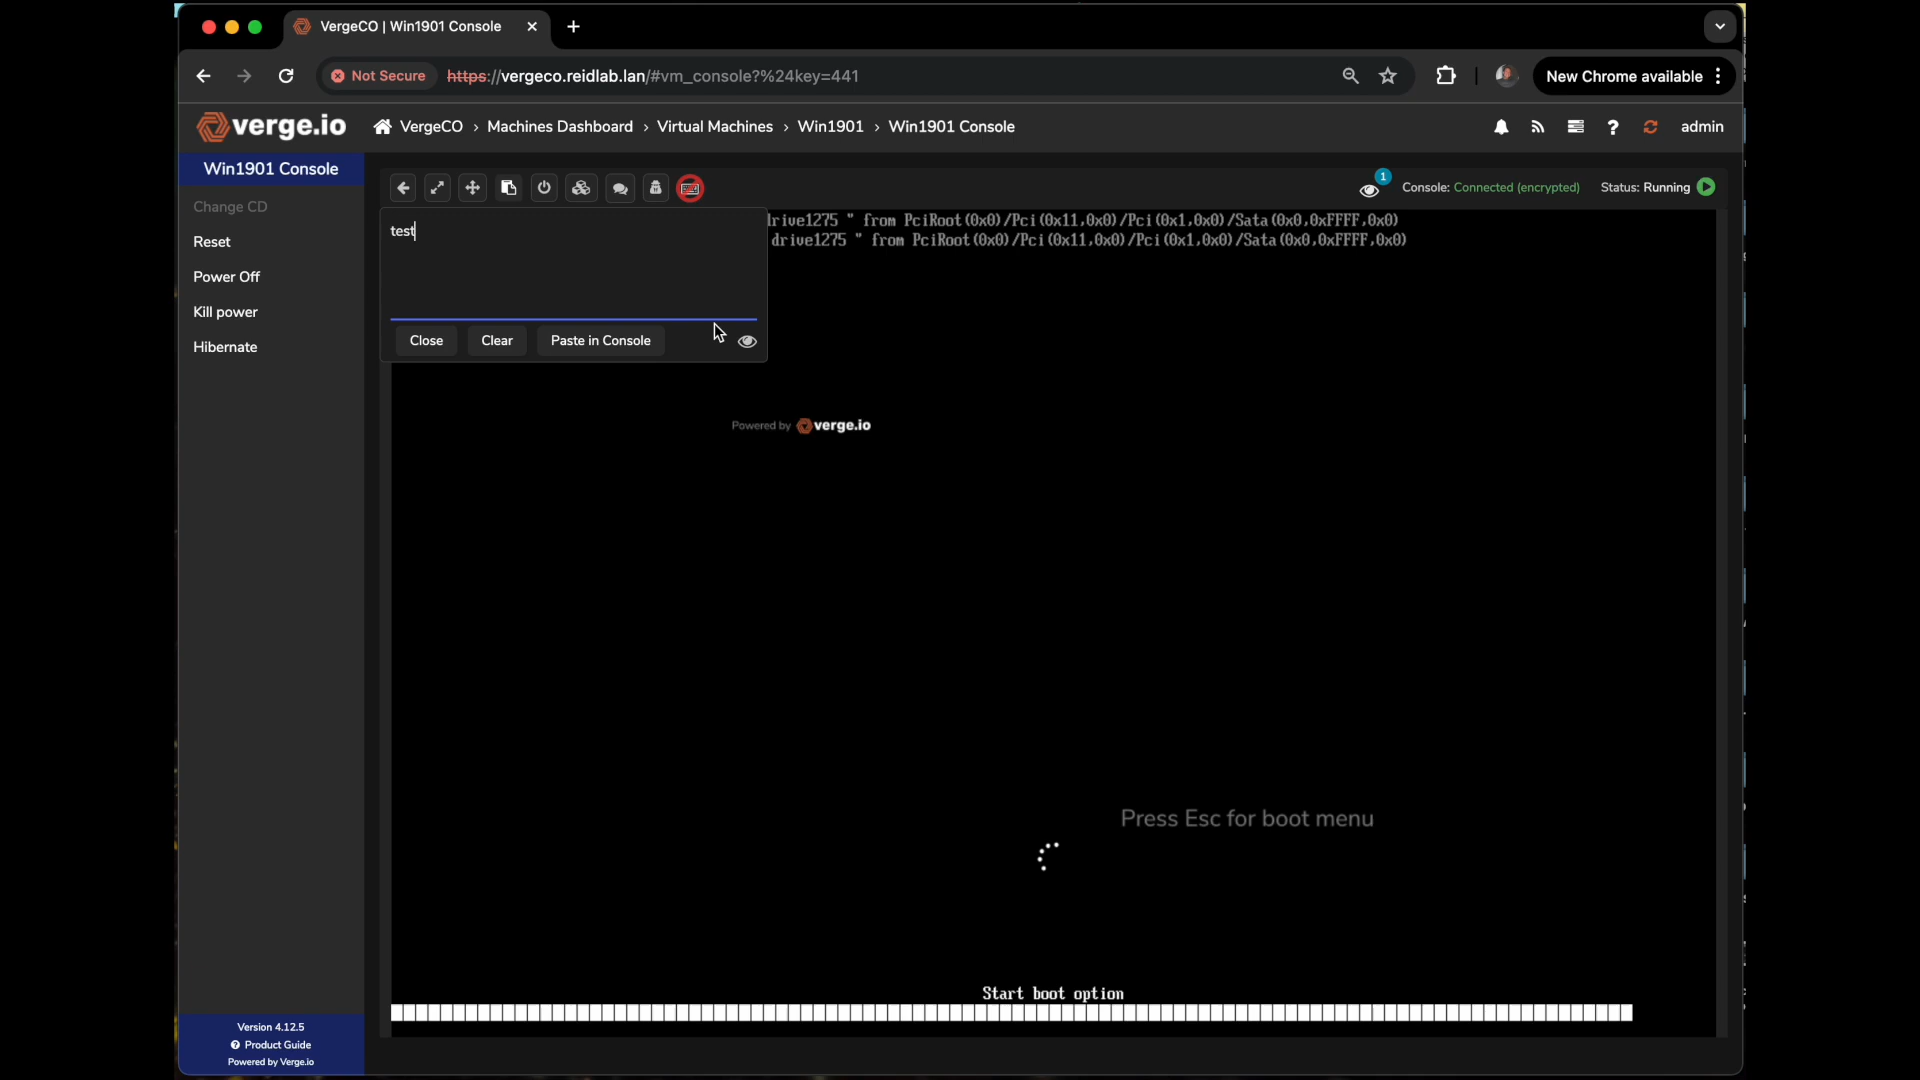 VergeCO | Win1901 Console
Not Secure https://vergeco.reidlab.lan/#vm_console?%24key=441
New Chrome available
verge.io
VergeCO › Machines Dashboard › Virtual Machines › Win1901 › Win1901 Console
admin
Win1901 Console
Change CD
Reset
Power Off
Kill power
Hibernate
1
Console: Connected (encrypted) Status: Running
test
drive1275 " from PciRoot(0x0)/Pci(0x11,0x0)/Pci(0x1,0x0)/Sata(0x0,0xFFFF,0x0)
drive1275 " from PciRoot(0x0)/Pci(0x11,0x0)/Pci(0x1,0x0)/Sata(0x0,0xFFFF,0x0)
Close Clear Paste in Console
Powered by verge.io
Press Esc for boot menu
Start boot option
Version 4.12.5
Product Guide
Powered by Verge.io